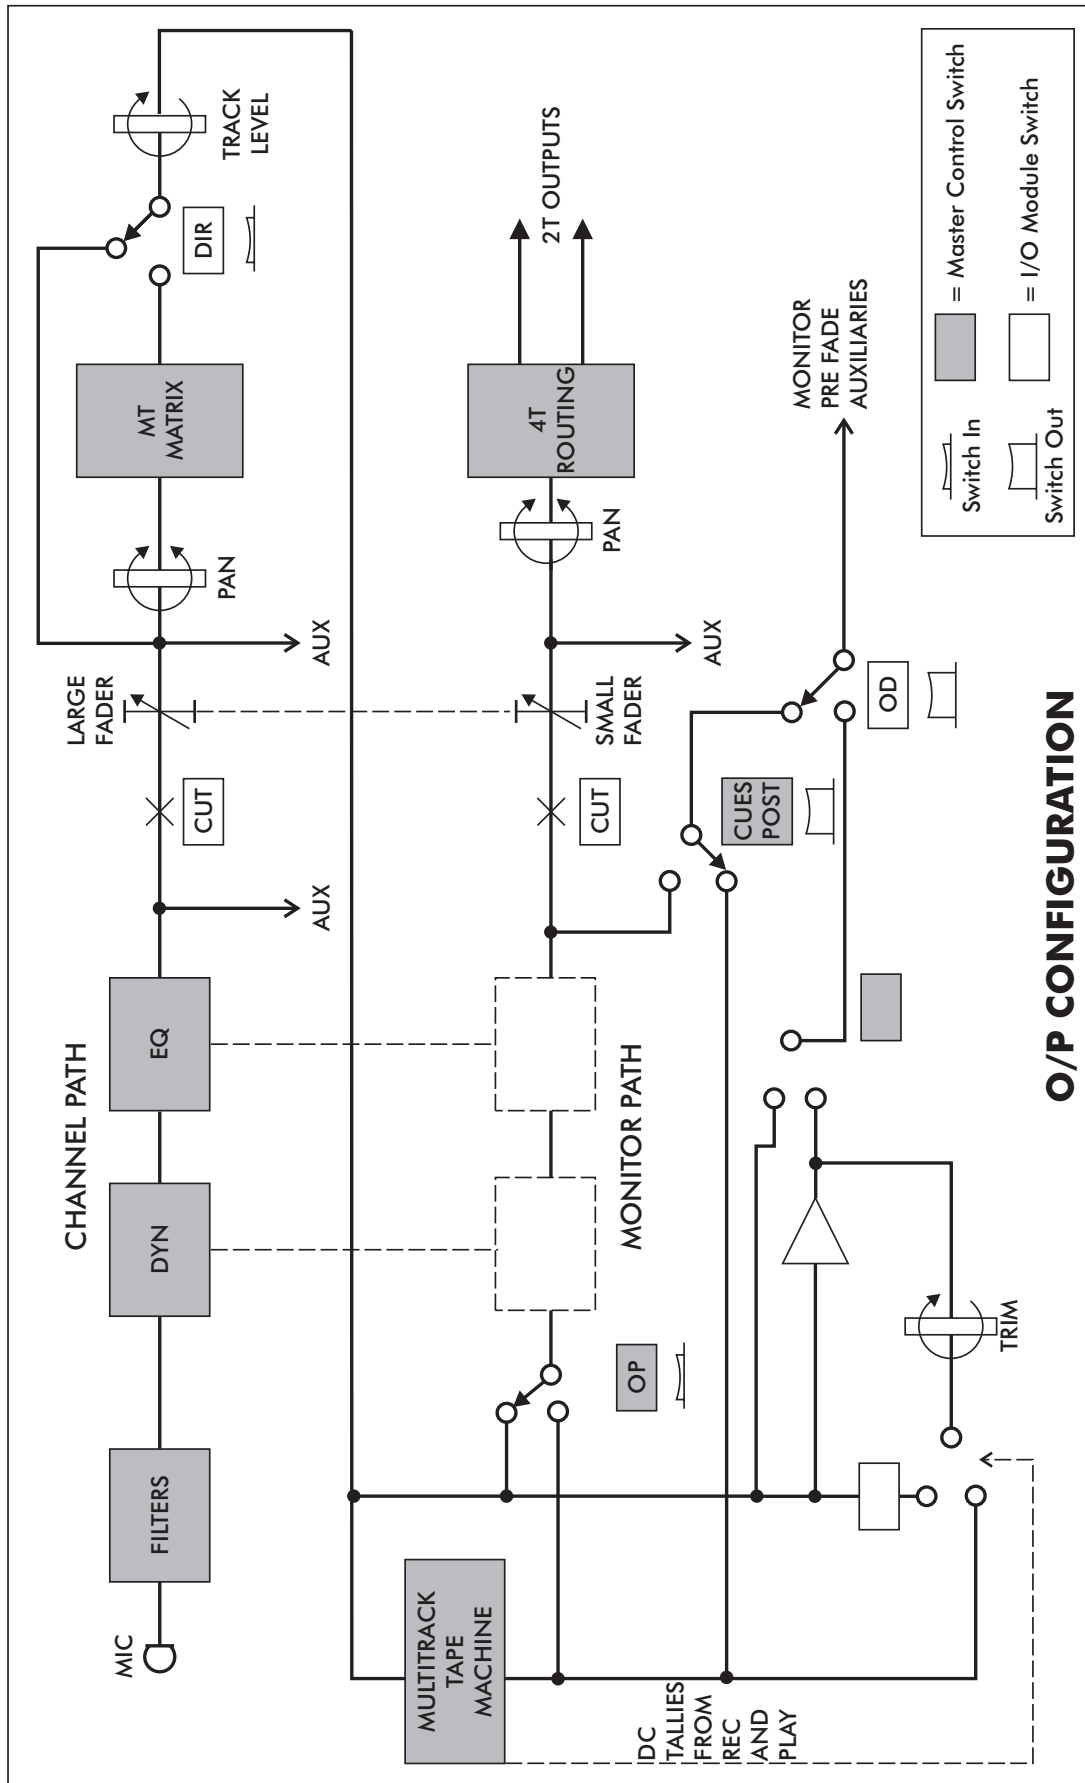 CHANNEL PATH
MIC
FILTERS
DYN
EQ
AUX
CUT
LARGE
FADER
AUX
PAN
MT
MATRIX
DIR
TRACK
LEVEL
MULTITRACK
TAPE
MACHINE
OP
MONITOR PATH
CUT
SMALL
FADER
AUX
PAN
4T
ROUTING
2T OUTPUTS
DC
TALLIES
FROM
REC
AND
PLAY
CUES
POST
OD
MONITOR
PRE FADE
AUXILIARIES
TRIM
Switch In
= Master Control Switch
Switch Out
= I/O Module Switch
O/P CONFIGURATION